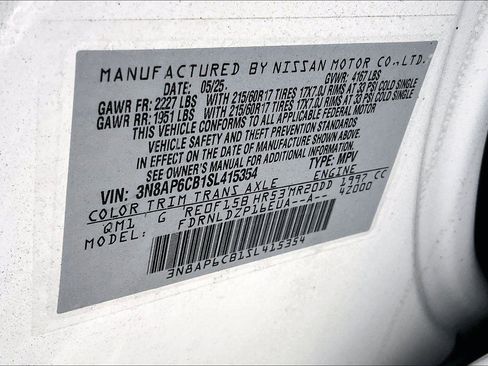 MANUFACTURED BY NISSAN MOTOR CO.,LTD.
DATE: 05/25. GVWR: 4167 LBS
GAWR FR: 2227 LBS WITH 215/60R17 TIRES 17X7.0J RIMS AT 33 PSI COLD SINGLE
GAWR RR: 1951 LBS WITH 215/60R17 TIRES 17X7.0J RIMS AT 33 PSI COLD SINGLE
THIS VEHICLE CONFORMS TO ALL APPLICABLE FEDERAL MOTOR
VEHICLE SAFETY AND THEFT PREVENTION STANDARDS IN
EFFECT ON THE DATE OF MANUFACTURE SHOWN ABOVE.
SEE OWNER'S MANUAL FOR ADDITIONAL INFORMATION.
VIN: 3N8AP6CB1SL415354 TYPE: MPV
COLOR TRIM TRANS AXLE ENGINE
QM1 G RE0F15B HR53 MR20DD 1997 CC
MODEL: FDRNLDZP16EUA--A-- 42000
3N8AP6CB1SL415354